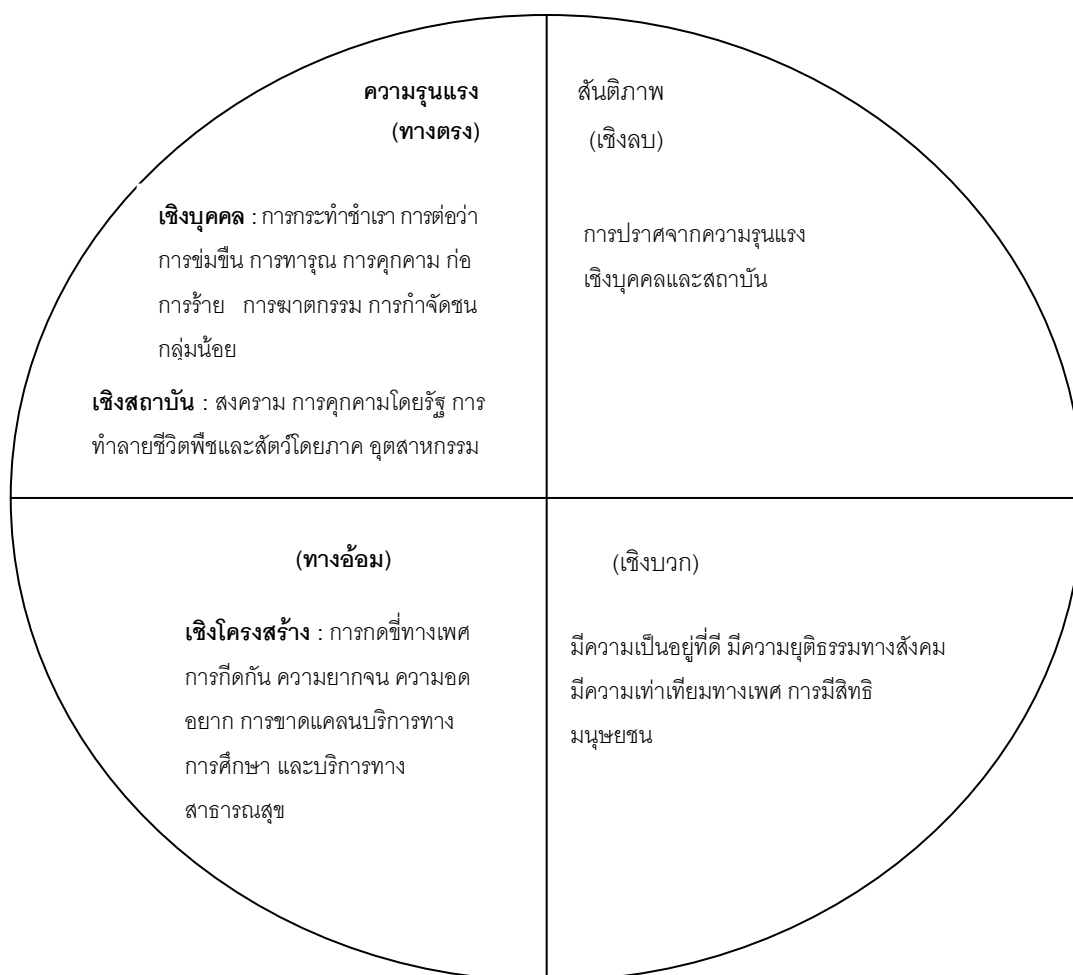 ความรุนแรง
(ทางตรง)
เชิงบุคคล : การกระทำชำเรา การต่อว่า
การข่มขืน การทารุณ การคุกคาม ก่อ
การร้าย การฆาตกรรม การกำจัดชน
กลุ่มน้อย
เชิงสถาบัน : สงคราม การคุกคามโดยรัฐ การ
ทำลายชีวิตพืชและสัตว์โดยภาค อุตสาหกรรม
สันติภาพ
(เชิงลบ)
การปราศจากความรุนแรง
เชิงบุคคลและสถาบัน
(ทางอ้อม)
เชิงโครงสร้าง : การกดขี่ทางเพศ
การกีดกัน ความยากจน ความอด
อยาก การขาดแคลนบริการทาง
การศึกษา และบริการทาง
สาธารณสุข
(เชิงบวก)
มีความเป็นอยู่ที่ดี มีความยุติธรรมทางสังคม
มีความเท่าเทียมทางเพศ การมีสิทธิ
มนุษยชน